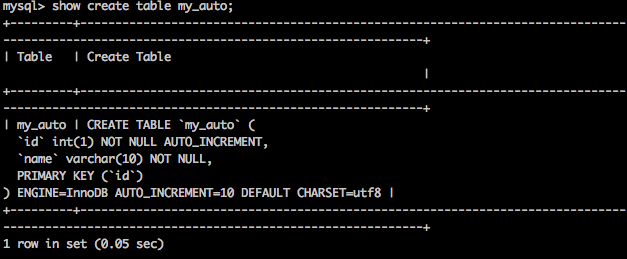 mysql> show create table my_auto;
+---------+----------------------------------------------------------------------
------------------------------------------------------+
| Table   | Create Table
                                                      |
+---------+----------------------------------------------------------------------
------------------------------------------------------+
| my_auto | CREATE TABLE `my_auto` (
  `id` int(1) NOT NULL AUTO_INCREMENT,
  `name` varchar(10) NOT NULL,
  PRIMARY KEY (`id`)
) ENGINE=InnoDB AUTO_INCREMENT=10 DEFAULT CHARSET=utf8 |
+---------+----------------------------------------------------------------------
------------------------------------------------------+
1 row in set (0.05 sec)